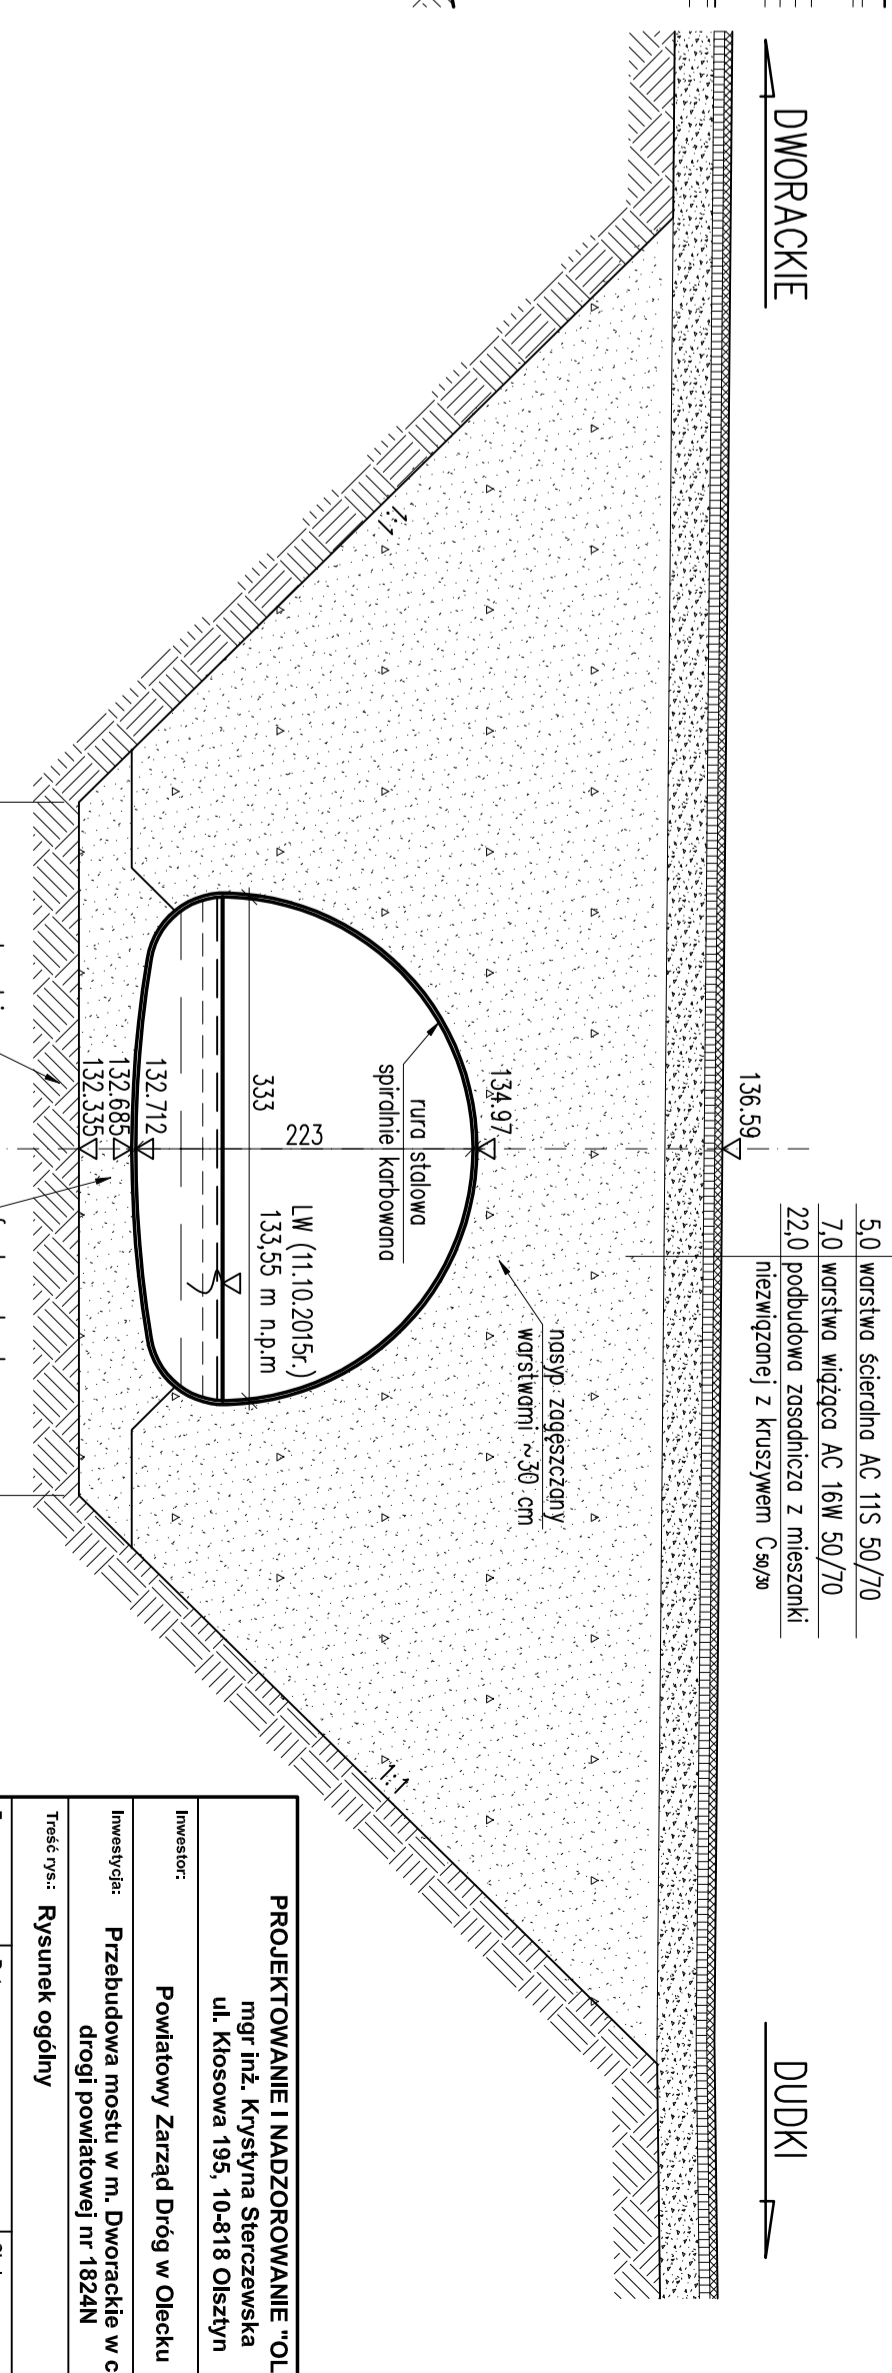 DWORACKIE
DUDKI
5,0 warstwa ścieralna AC 11S 50/70
7,0 warstwa wiążąca AC 16W 50/70
22,0 podbudowa zasadnicza z mieszanki
niezwiązanej z kruszywem C50/30
136.59
134.97
nasyp zagęszczany
warstwami ~30 cm
rura stalowa
spiralnie karbowana
1:1
1:1
333
223
LW (11.10.2015r.)
133,55 m n.p.m
132.712
132.685
132.335
PROJEKTOWANIE I NADZOROWANIE "OL
mgr inż. Krystyna Sterczewska
ul. Kłosowa 195, 10-818 Olsztyn
Inwestor:
Powiatowy Zarząd Dróg w Olecku
Inwestycja:
Przebudowa mostu w m. Dworackie w c
drogi powiatowej nr 1824N
Treść rys.: Rysunek ogólny